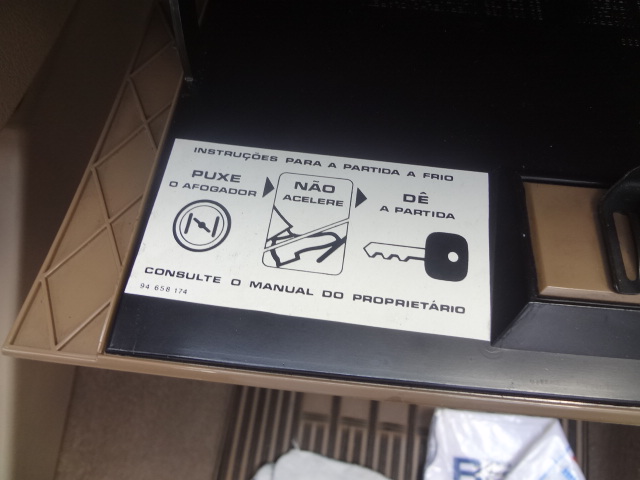 INSTRUÇÕES PARA A PARTIDA A FRIO
PUXE
O AFOGADOR
NÃO
ACELERE
DÊ
A PARTIDA
CONSULTE O MANUAL DO PROPRIETÁRIO
94 658 174